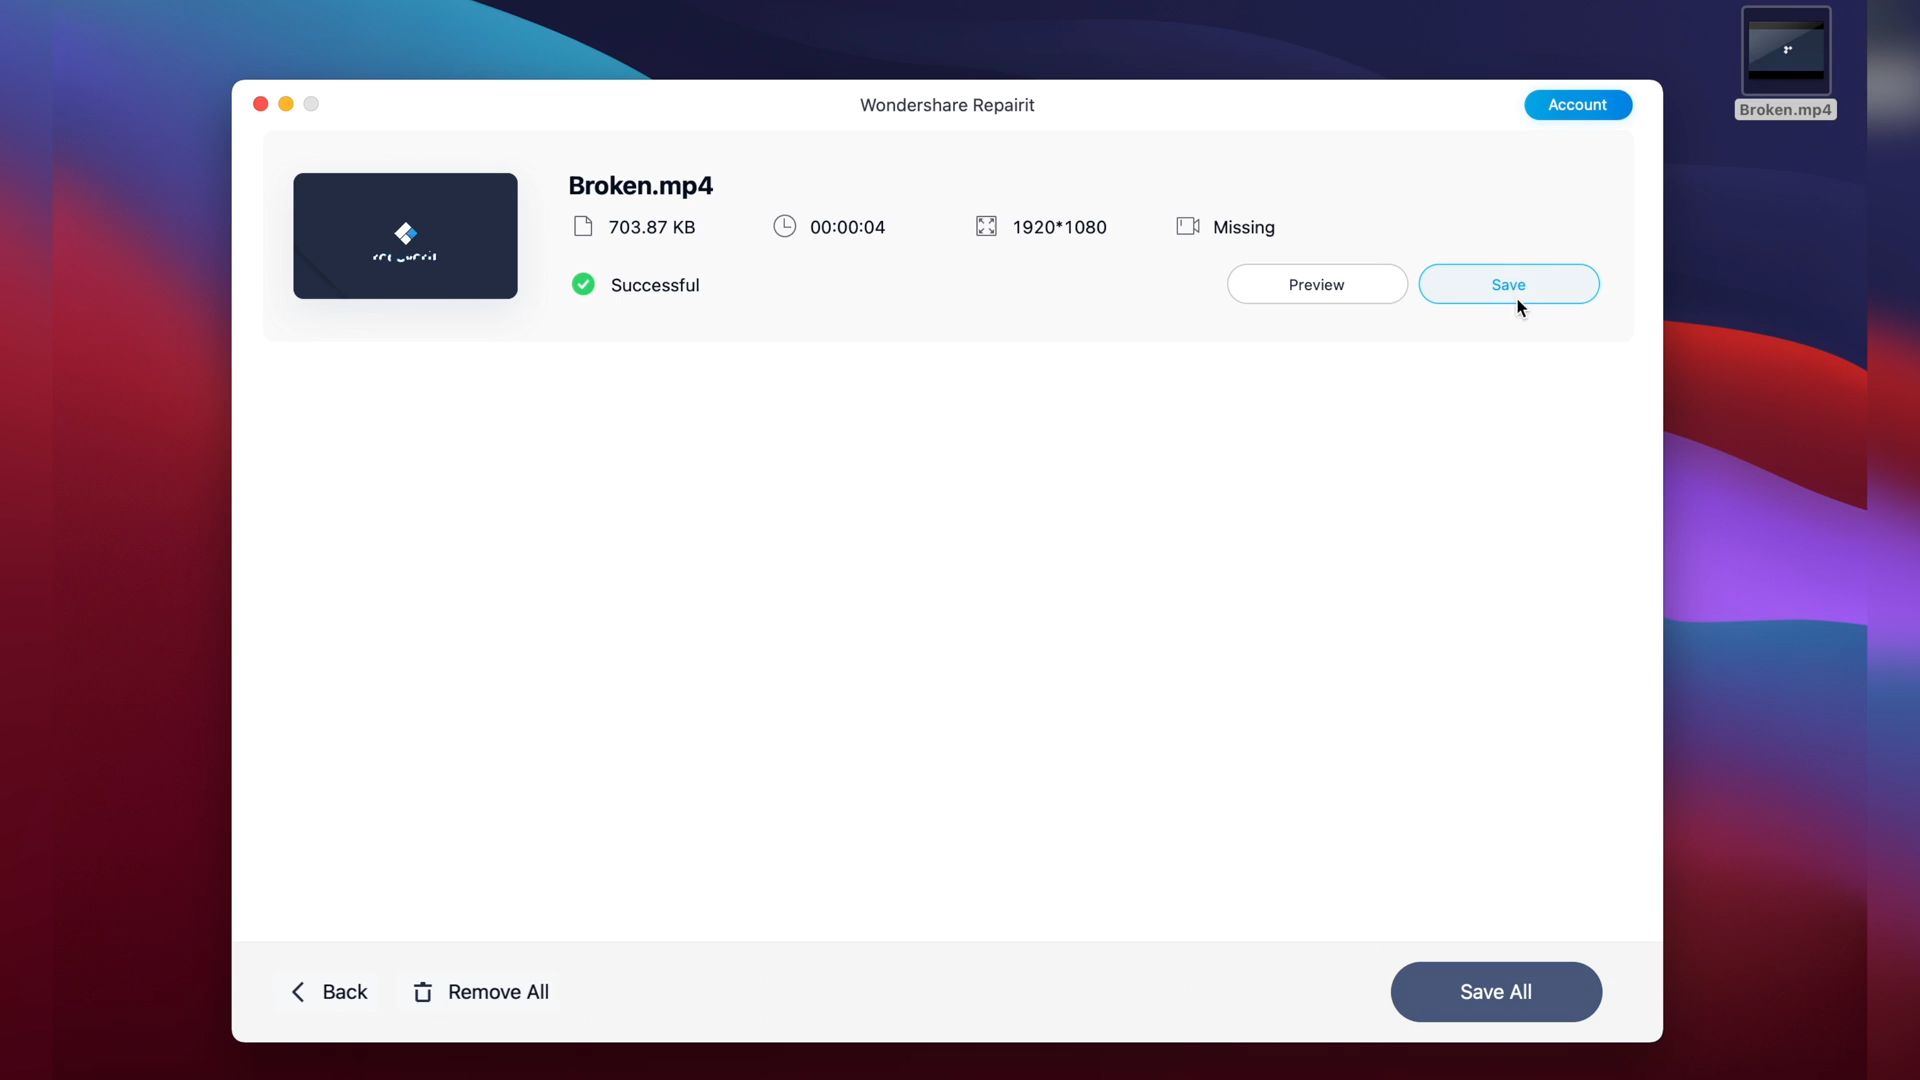 Broken.mp4
Wondershare Repairit
Account
Broken.mp4
703.87 KB
00:00:04
1920*1080
Missing
Successful
Preview
Save
Back
Remove All
Save All